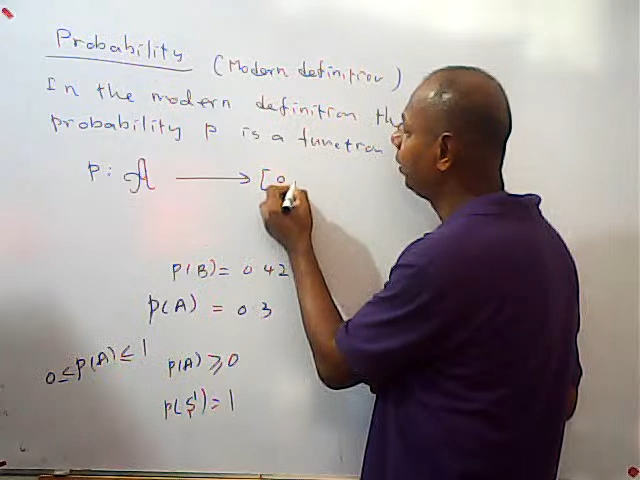 Probability (Modern definition)
In the modern definition the
probability P is a function
P: A → [0,
P(B) = 0.42
P(A) = 0.3
0 ≤ P(A) ≤ 1
P(A) ≥ 0
P(S) = 1